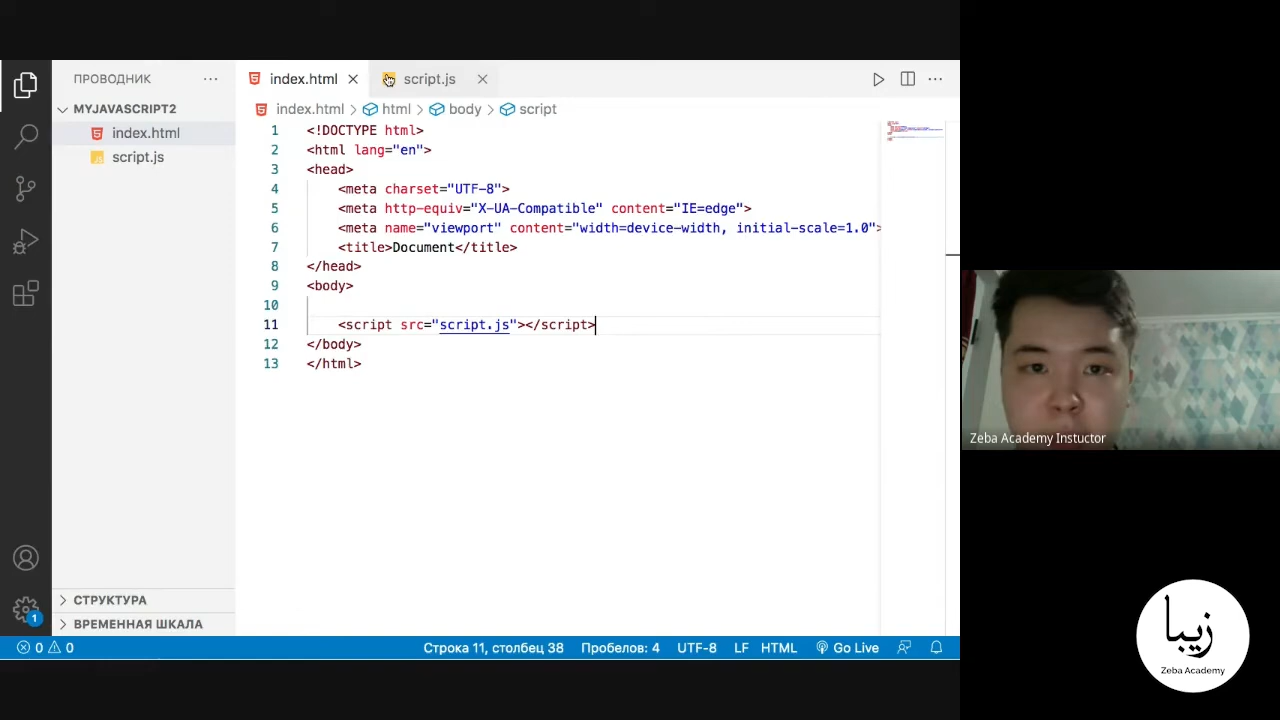 ПРОВОДНИК
MYJAVASCRIPT2
index.html
script.js
СТРУКТУРА
ВРЕМЕННАЯ ШКАЛА
index.html script.js
index.html > html > body > script
1 <!DOCTYPE html>
2 <html lang="en">
3 <head>
4 <meta charset="UTF-8">
5 <meta http-equiv="X-UA-Compatible" content="IE=edge">
6 <meta name="viewport" content="width=device-width, initial-scale=1.0">
7 <title>Document</title>
8 </head>
9 <body>
10
11 <script src="script.js"></script>
12 </body>
13 </html>
1
0 0 Строка 11, столбец 38 Пробелов: 4 UTF-8 LF HTML Go Live
Zeba Academy Instuctor
زيبا
Zeba Academy